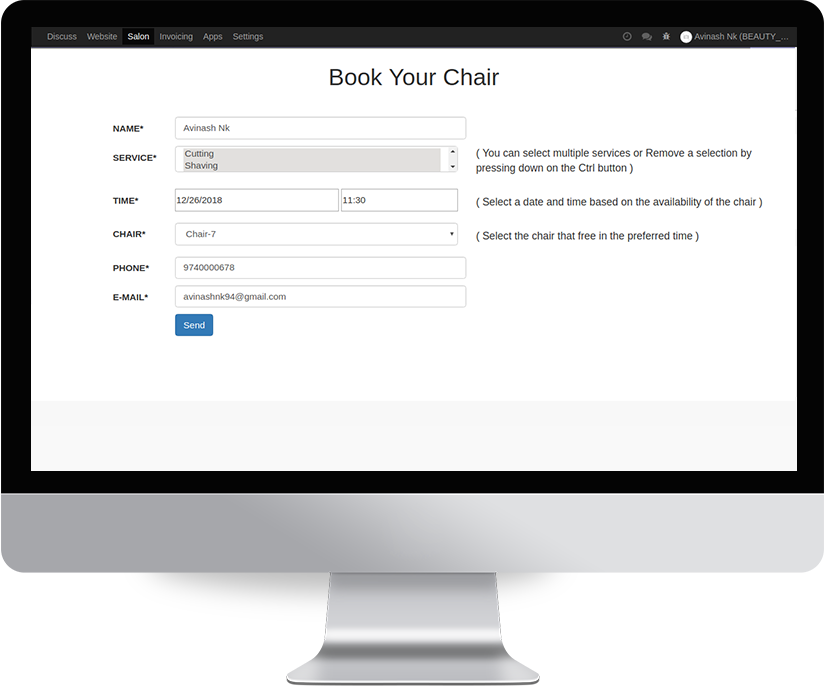 Discuss Website Salon Invoicing Apps Settings Avinash Nk (BEAUTY_...
Book Your Chair
NAME* Avinash Nk
SERVICE* Cutting
Shaving
( You can select multiple services or Remove a selection by
pressing down on the Ctrl button )
TIME* 12/26/2018 11:30 ( Select a date and time based on the availability of the chair )
CHAIR* Chair-7 ( Select the chair that free in the preferred time )
PHONE* 9740000678
E-MAIL* avinashnk94@gmail.com
Send